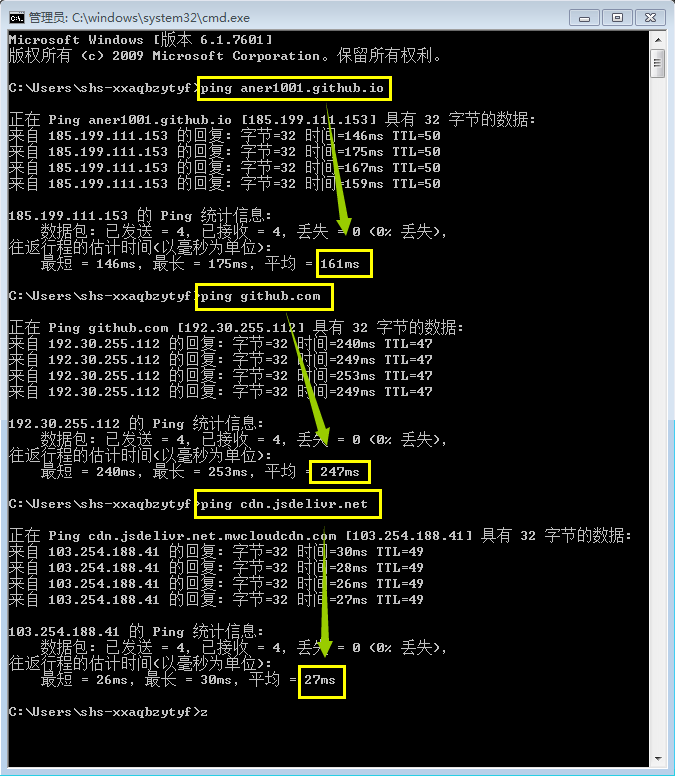 管理员: C:\windows\system32\cmd.exe
Microsoft Windows [版本 6.1.7601]
版权所有 (c) 2009 Microsoft Corporation。保留所有权利。
C:\Users\shs-xxaqbzytyf>ping aner1001.github.io
正在 Ping aner1001.github.io [185.199.111.153] 具有 32 字节的数据:
来自 185.199.111.153 的回复: 字节=32 时间=146ms TTL=50
来自 185.199.111.153 的回复: 字节=32 时间=175ms TTL=50
来自 185.199.111.153 的回复: 字节=32 时间=167ms TTL=50
来自 185.199.111.153 的回复: 字节=32 时间=159ms TTL=50
185.199.111.153 的 Ping 统计信息:
数据包: 已发送 = 4, 已接收 = 4, 丢失 = 0 (0% 丢失),
往返行程的估计时间(以毫秒为单位):
最短 = 146ms, 最长 = 175ms, 平均 = 161ms
C:\Users\shs-xxaqbzytyf>ping github.com
正在 Ping github.com [192.30.255.112] 具有 32 字节的数据:
来自 192.30.255.112 的回复: 字节=32 时间=240ms TTL=47
来自 192.30.255.112 的回复: 字节=32 时间=249ms TTL=47
来自 192.30.255.112 的回复: 字节=32 时间=253ms TTL=47
来自 192.30.255.112 的回复: 字节=32 时间=249ms TTL=47
192.30.255.112 的 Ping 统计信息:
数据包: 已发送 = 4, 已接收 = 4, 丢失 = 0 (0% 丢失),
往返行程的估计时间(以毫秒为单位):
最短 = 240ms, 最长 = 253ms, 平均 = 247ms
C:\Users\shs-xxaqbzytyf>ping cdn.jsdelivr.net
正在 Ping cdn.jsdelivr.net.mwcloudcdn.com [103.254.188.41] 具有 32 字节的数据:
来自 103.254.188.41 的回复: 字节=32 时间=30ms TTL=49
来自 103.254.188.41 的回复: 字节=32 时间=28ms TTL=49
来自 103.254.188.41 的回复: 字节=32 时间=26ms TTL=49
来自 103.254.188.41 的回复: 字节=32 时间=27ms TTL=49
103.254.188.41 的 Ping 统计信息:
数据包: 已发送 = 4, 已接收 = 4, 丢失 = 0 (0% 丢失),
往返行程的估计时间(以毫秒为单位):
最短 = 26ms, 最长 = 30ms, 平均 = 27ms
C:\Users\shs-xxaqbzytyf>z